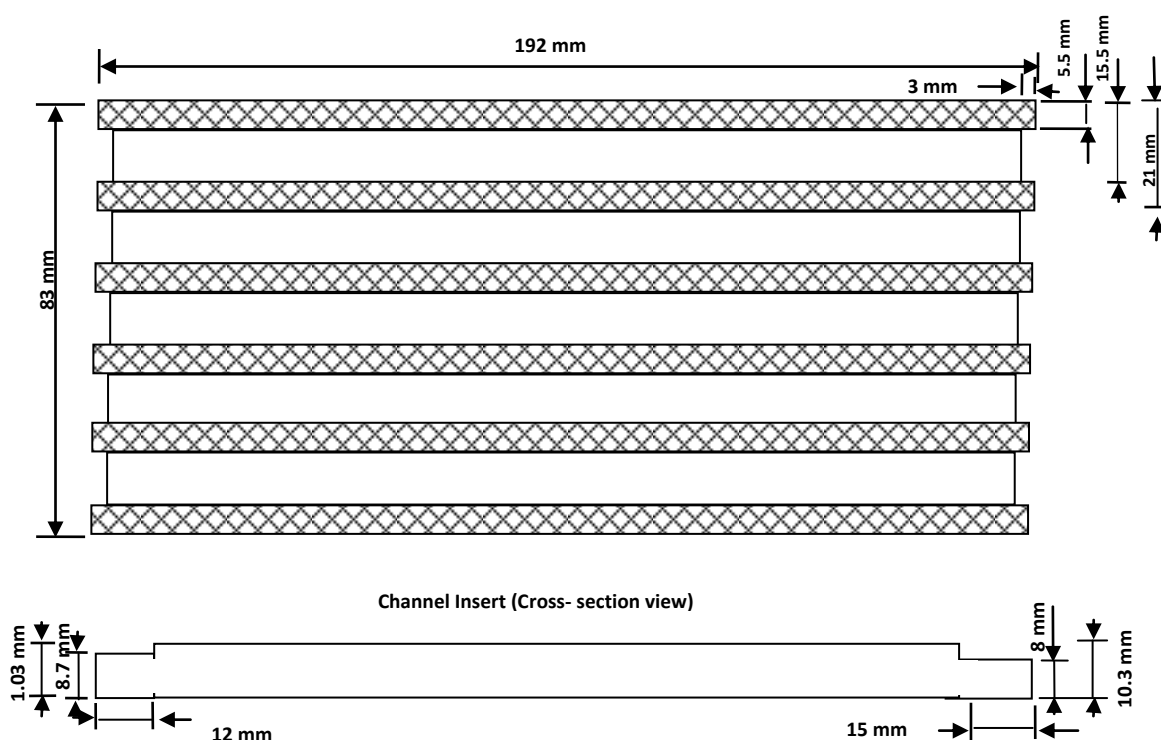 192 mm
5.5 mm
15.5 mm
3 mm
21 mm
83 mm
Channel Insert (Cross- section view)
1.03 mm
8.7 mm
8 mm
10.3 mm
12 mm
15 mm